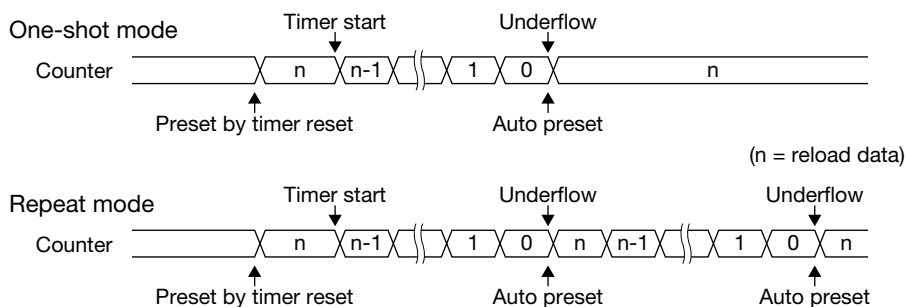 Timer start Underflow
One-shot mode
Counter n n-1 1 0 n
Preset by timer reset Auto preset
(n = reload data)
Timer start Underflow Underflow
Repeat mode
Counter n n-1 1 0 n n-1 1 0 n
Preset by timer reset Auto preset Auto preset